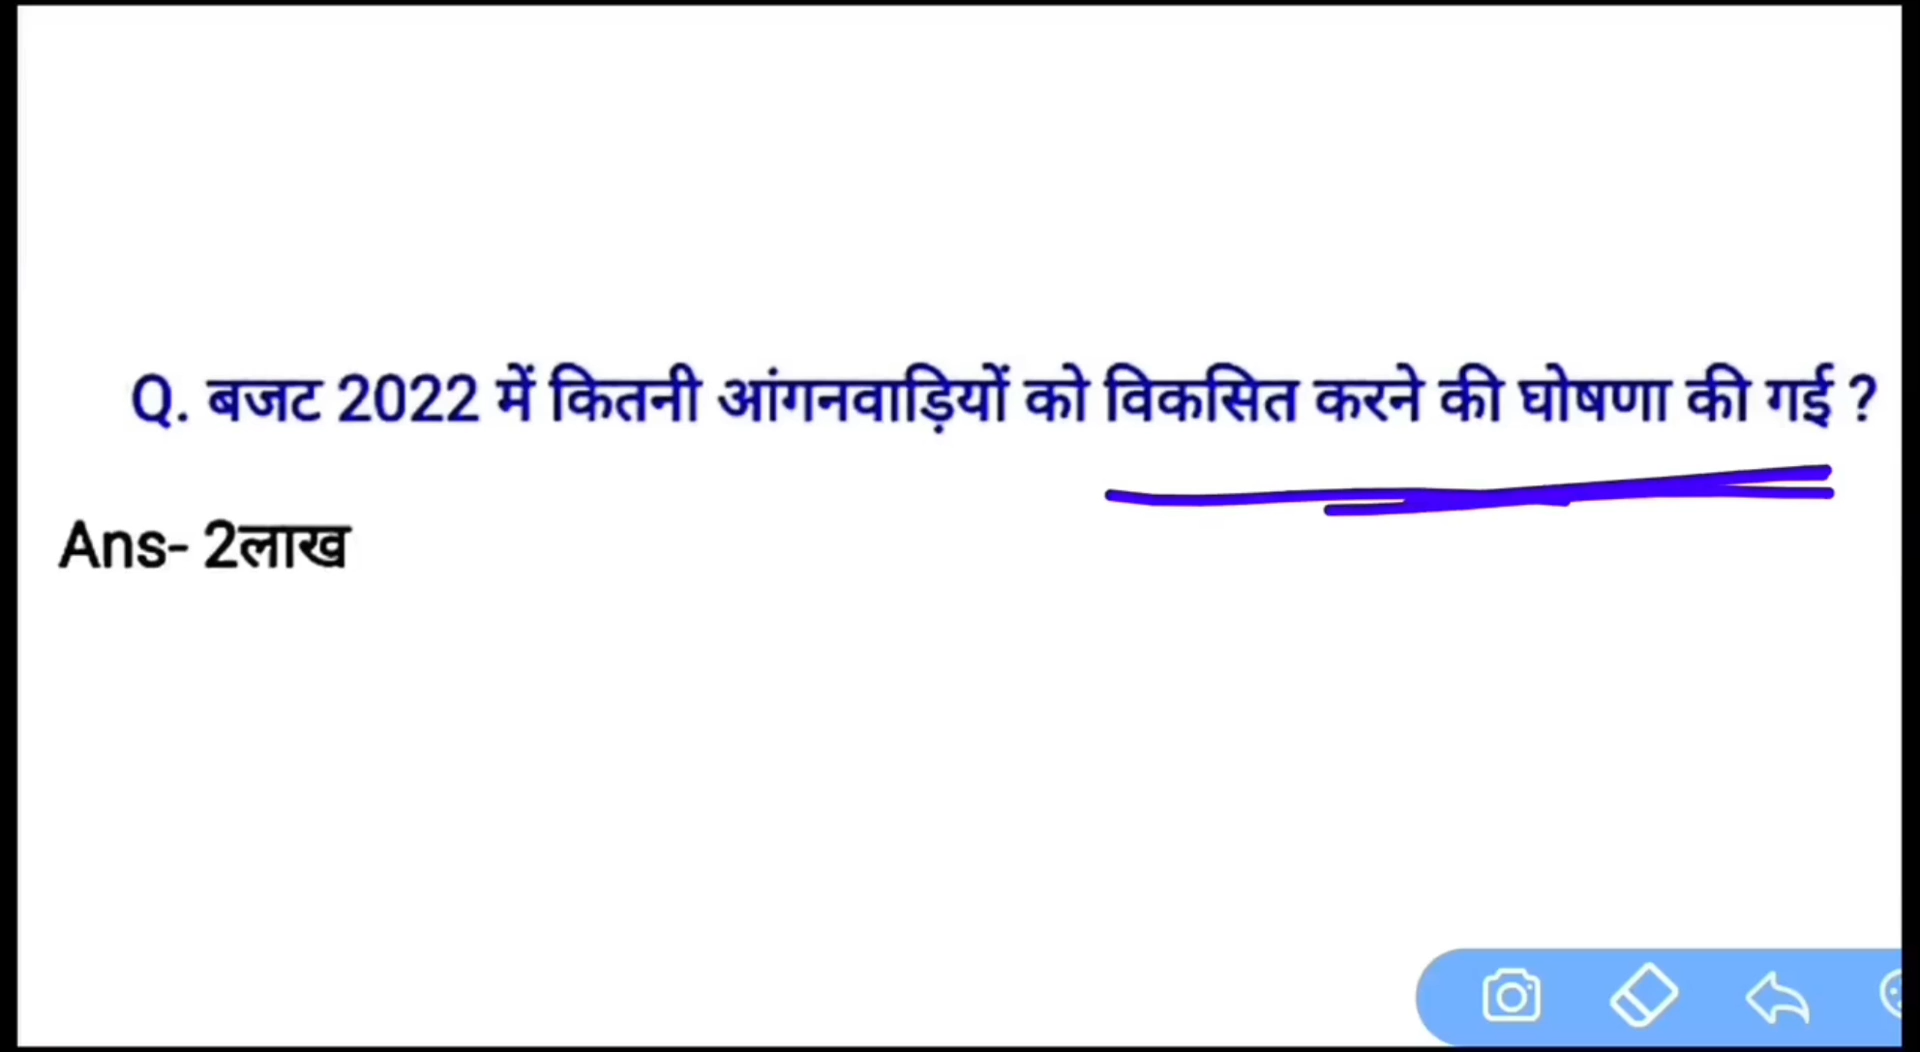 Q. बजट 2022 में कितनी आंगनवाड़ियों को विकसित करने की घोषणा की गई ?
Ans- 2लाख